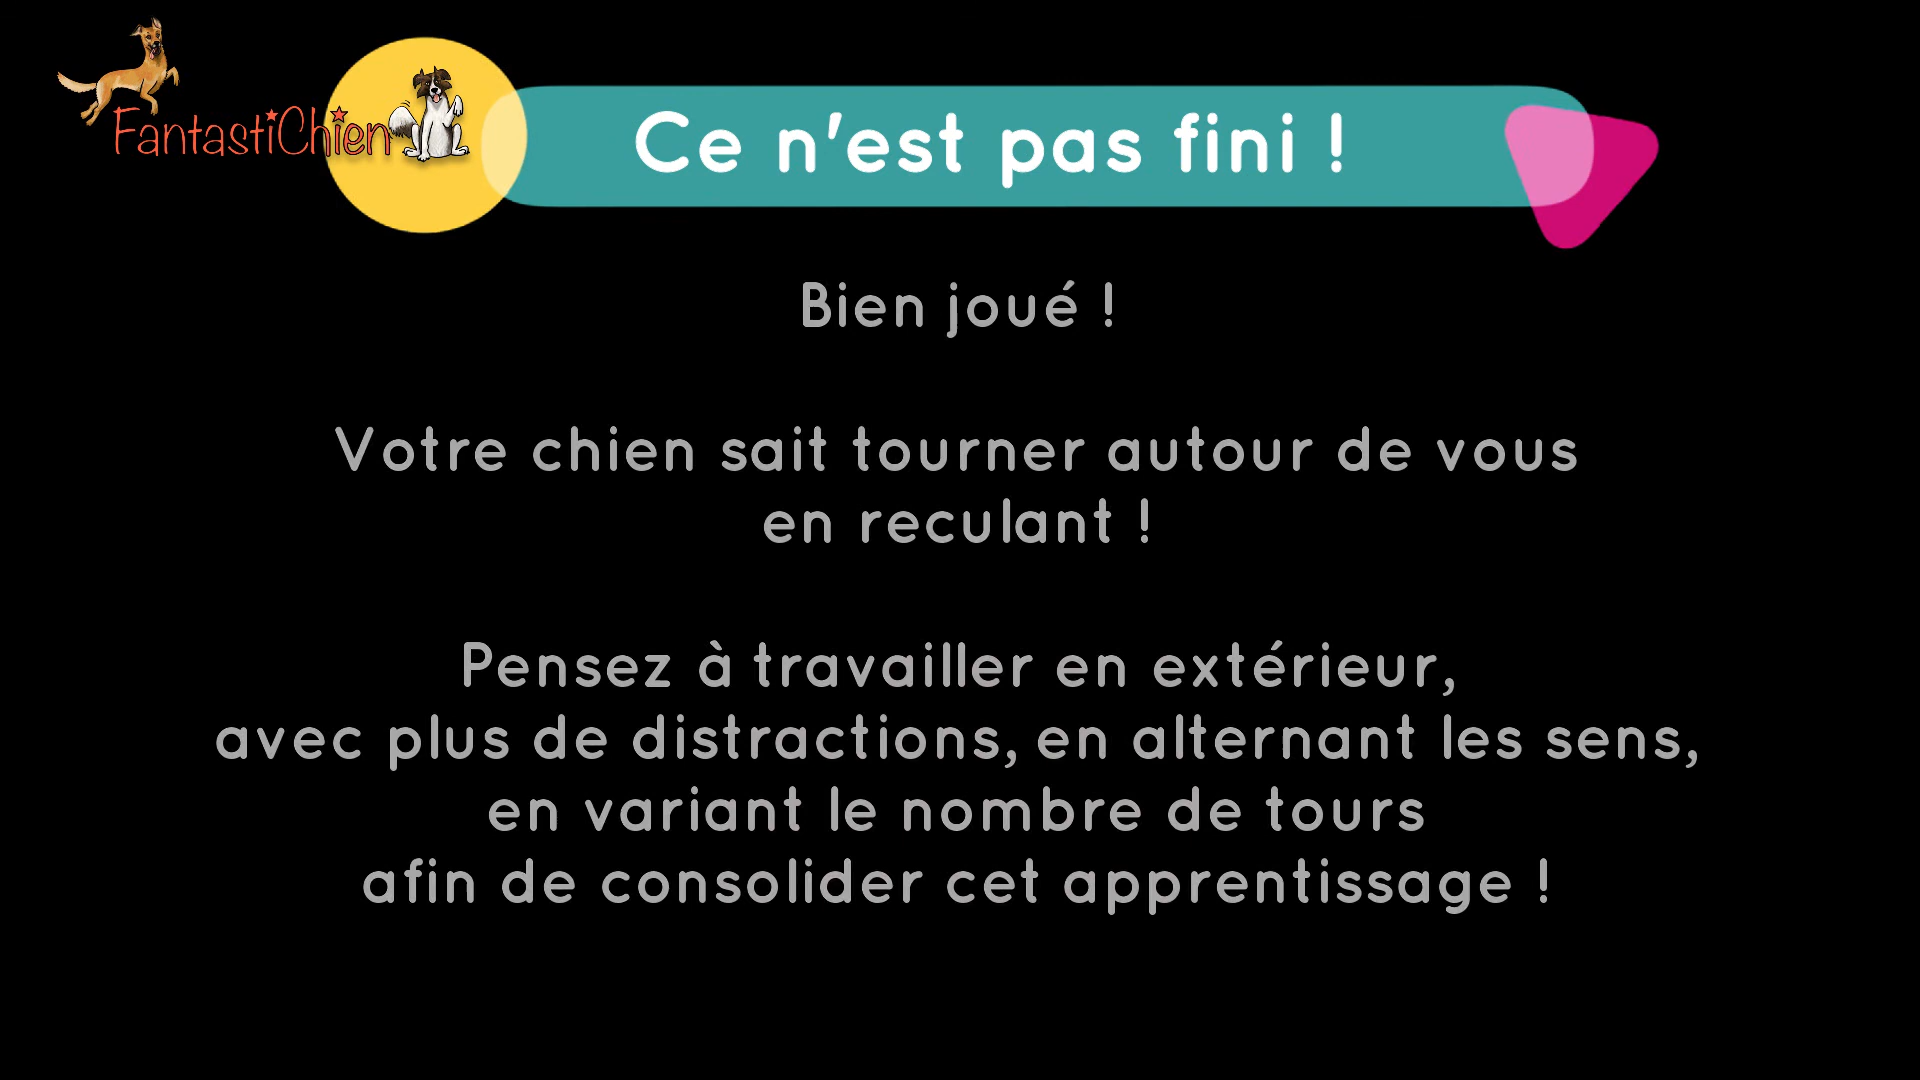 FantastiChien
Ce n'est pas fini !
Bien joué !
Votre chien sait tourner autour de vous
en reculant !
Pensez à travailler en extérieur,
avec plus de distractions, en alternant les sens,
en variant le nombre de tours
afin de consolider cet apprentissage !